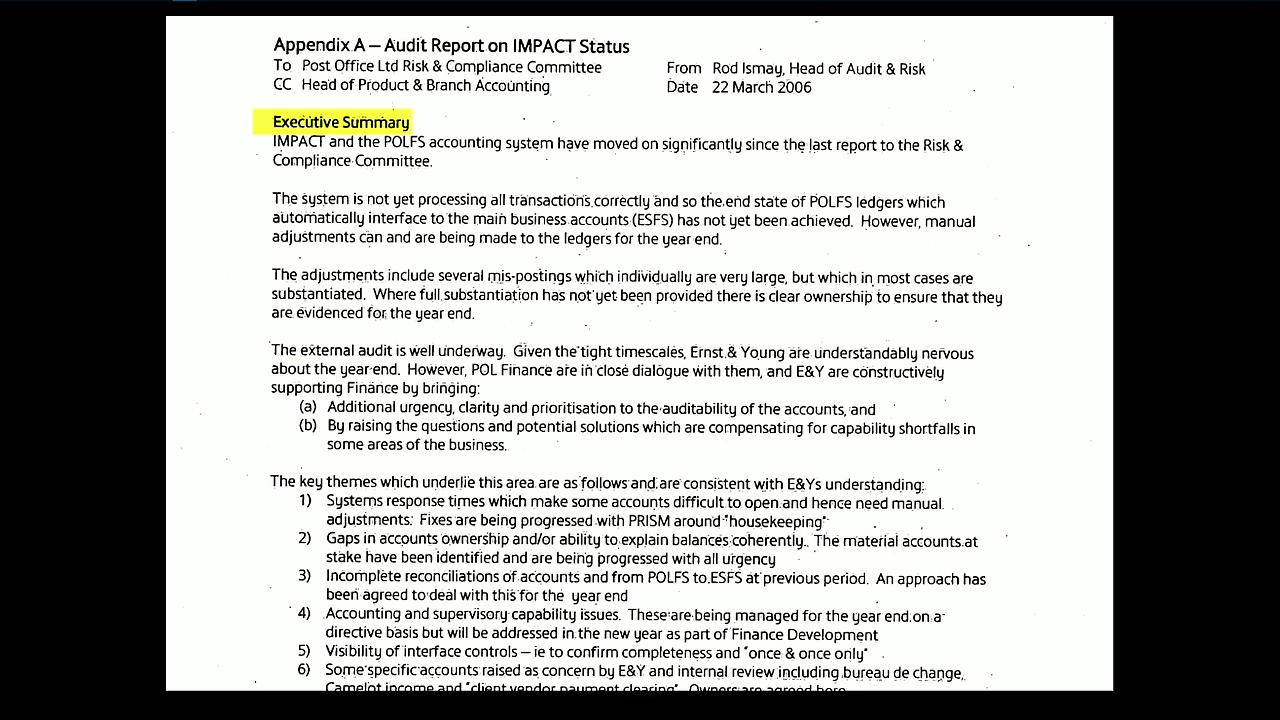 Appendix A – Audit Report on IMPACT Status
To Post Office Ltd Risk & Compliance Committee From Rod Ismay, Head of Audit & Risk
CC Head of Product & Branch Accounting Date 22 March 2006
Executive Summary
IMPACT and the POLFS accounting system have moved on significantly since the last report to the Risk &
Compliance Committee.
The system is not yet processing all transactions correctly and so the end state of POLFS ledgers which
automatically interface to the main business accounts (ESFS) has not yet been achieved. However, manual
adjustments can and are being made to the ledgers for the year end.
The adjustments include several mis-postings which individually are very large, but which in most cases are
substantiated. Where full substantiation has not yet been provided there is clear ownership to ensure that they
are evidenced for the year end.
The external audit is well underway. Given the tight timescales, Ernst & Young are understandably nervous
about the year end. However, POL Finance are in close dialogue with them, and E&Y are constructively
supporting Finance by bringing:
(a) Additional urgency, clarity and prioritisation to the auditability of the accounts, and
(b) By raising the questions and potential solutions which are compensating for capability shortfalls in
some areas of the business.
The key themes which underlie this area are as follows and are consistent with E&Ys understanding:
1) Systems response times which make some accounts difficult to open and hence need manual
adjustments. Fixes are being progressed with PRISM around "housekeeping"
2) Gaps in accounts ownership and/or ability to explain balances coherently. The material accounts at
stake have been identified and are being progressed with all urgency
3) Incomplete reconciliations of accounts and from POLFS to ESFS at previous period. An approach has
been agreed to deal with this for the year end
4) Accounting and supervisory capability issues. These are being managed for the year end on a
directive basis but will be addressed in the new year as part of Finance Development
5) Visibility of interface controls – ie to confirm completeness and "once & once only"
6) Some specific accounts raised as concern by E&Y and internal review including bureau de change,
Camelot income and "client vendor payment clearing". Owners are agreed here